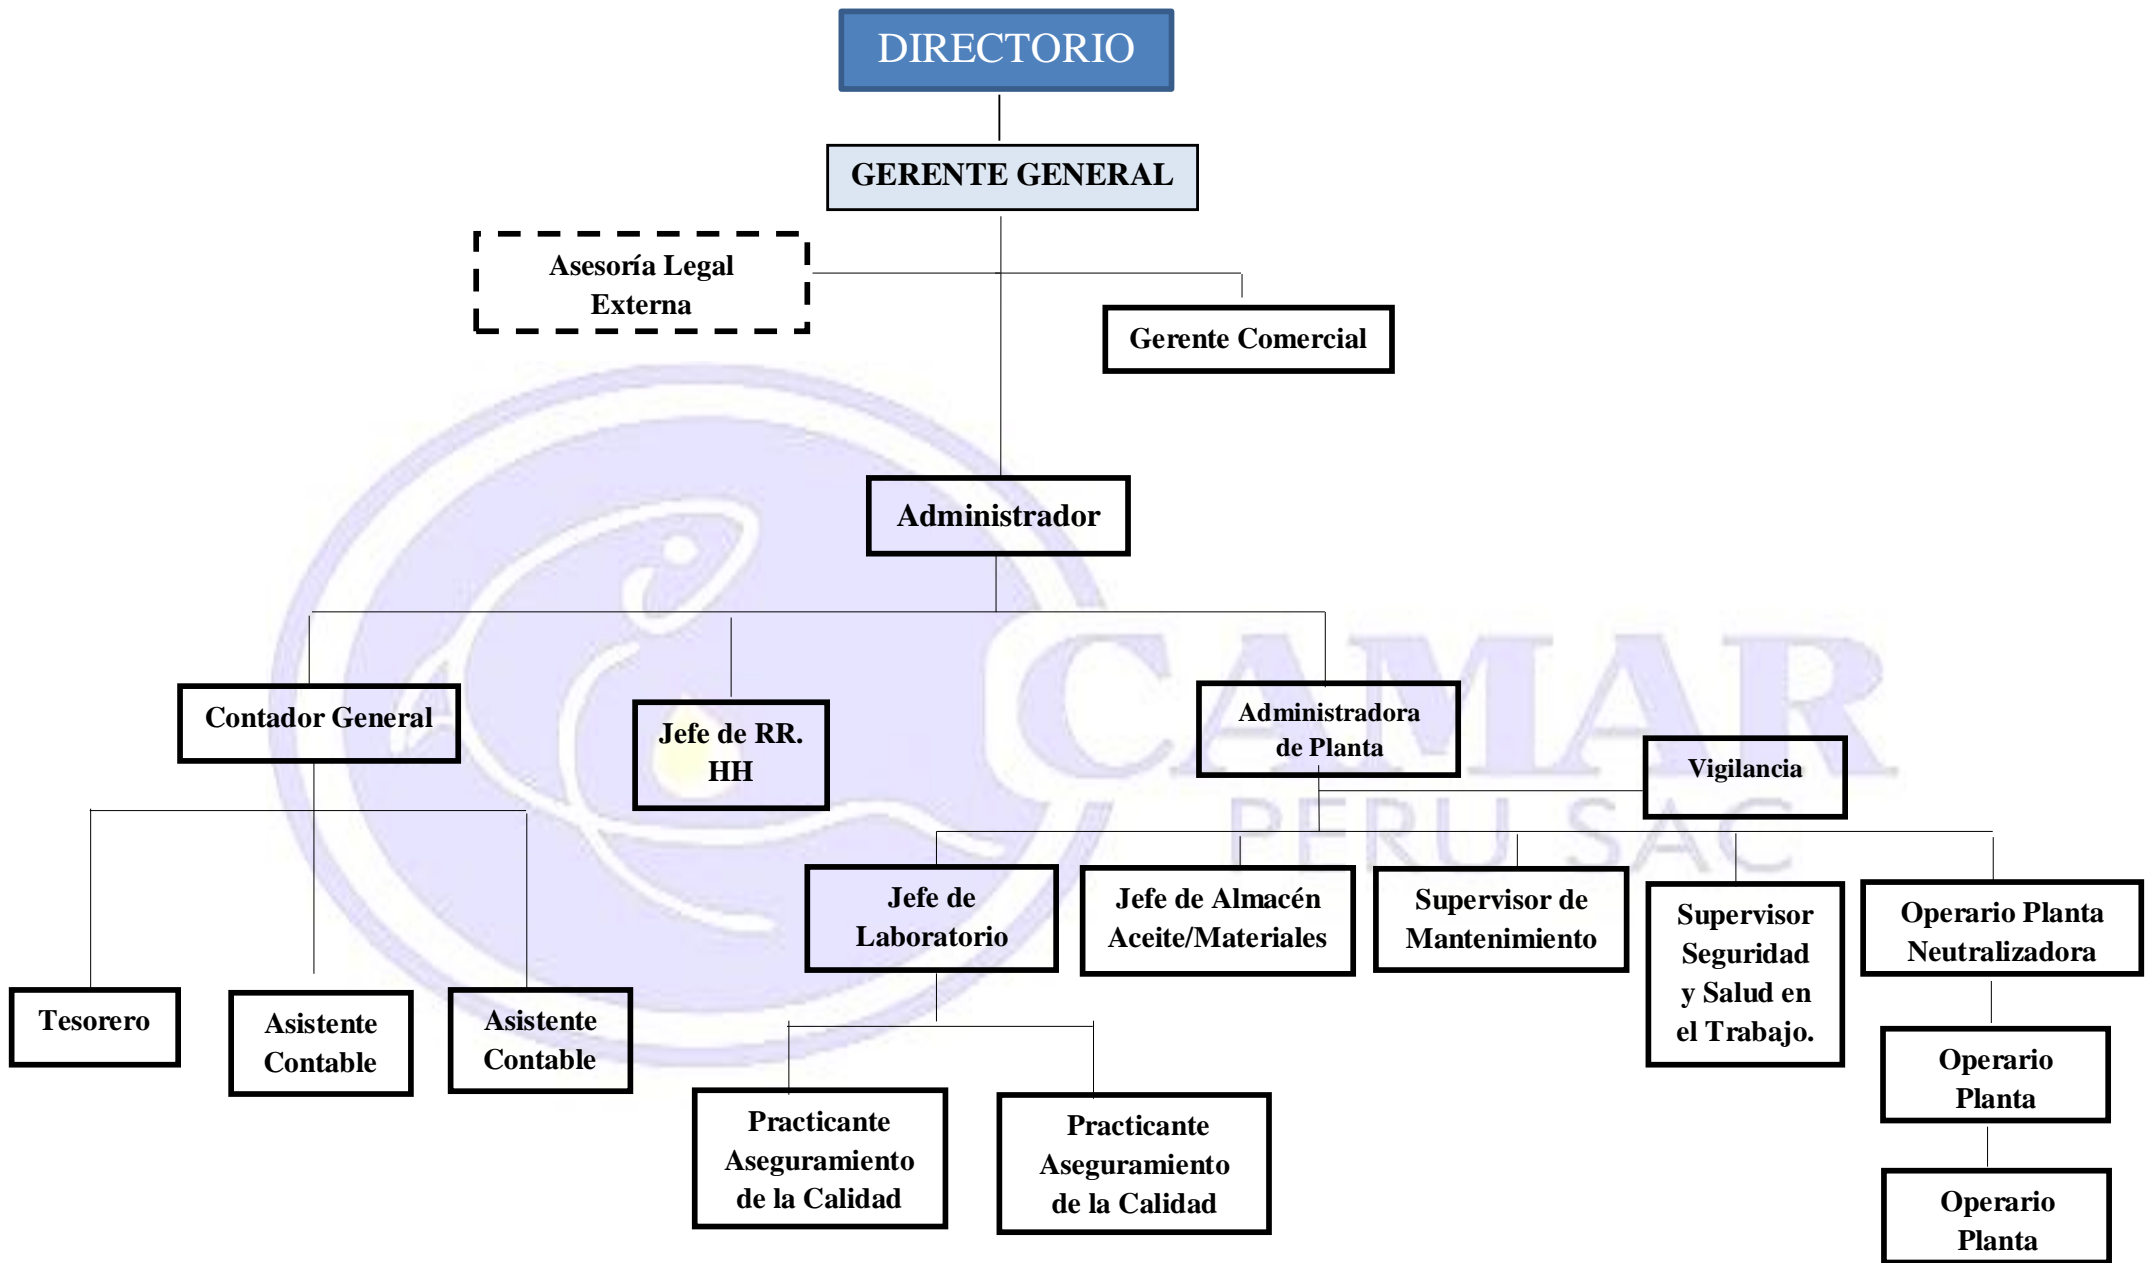 DIRECTORIO
GERENTE GENERAL
Asesoría Legal
Externa
Gerente Comercial
Administrador
CAMAR
PERU SAC
Contador General
Jefe de RR.
HH
Administradora
de Planta
Vigilancia
Jefe de
Laboratorio
Jefe de Almacén
Aceite/Materiales
Supervisor de
Mantenimiento
Supervisor
Seguridad
y Salud en
el Trabajo.
Operario Planta
Neutralizadora
Tesorero
Asistente
Contable
Asistente
Contable
Operario
Planta
Practicante
Aseguramiento
de la Calidad
Practicante
Aseguramiento
de la Calidad
Operario
Planta